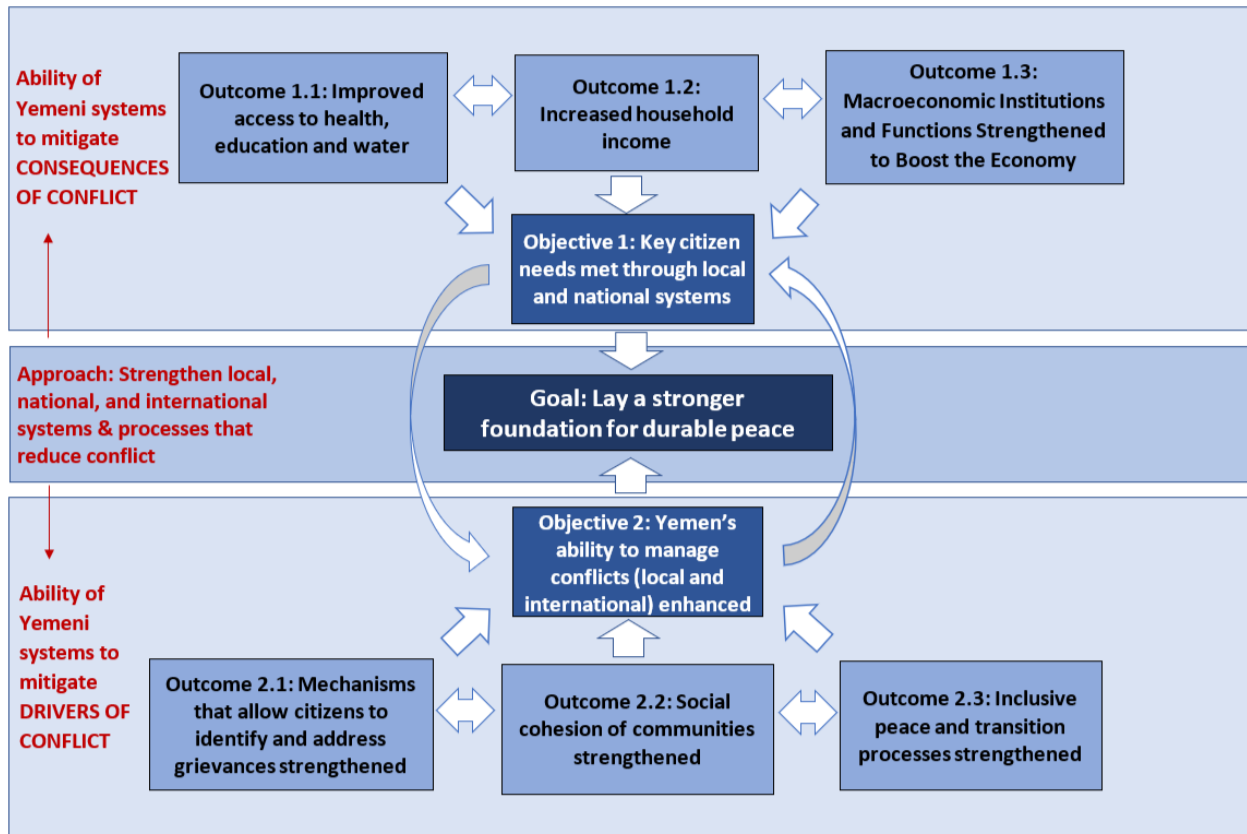 Ability of
Yemeni systems
to mitigate
CONSEQUENCES
OF CONFLICT
Outcome 1.1: Improved
access to health,
education and water
Outcome 1.2:
Increased household
income
Outcome 1.3:
Macroeconomic Institutions
and Functions Strengthened
to Boost the Economy
Objective 1: Key citizen
needs met through local
and national systems
Approach: Strengthen local,
national, and international
systems & processes that
reduce conflict
Goal: Lay a stronger
foundation for durable peace
Objective 2: Yemen’s
ability to manage
conflicts (local and
international) enhanced
Ability of
Yemeni
systems to
mitigate
DRIVERS OF
CONFLICT
Outcome 2.1: Mechanisms
that allow citizens to
identify and address
grievances strengthened
Outcome 2.2: Social
cohesion of communities
strengthened
Outcome 2.3: Inclusive
peace and transition
processes strengthened